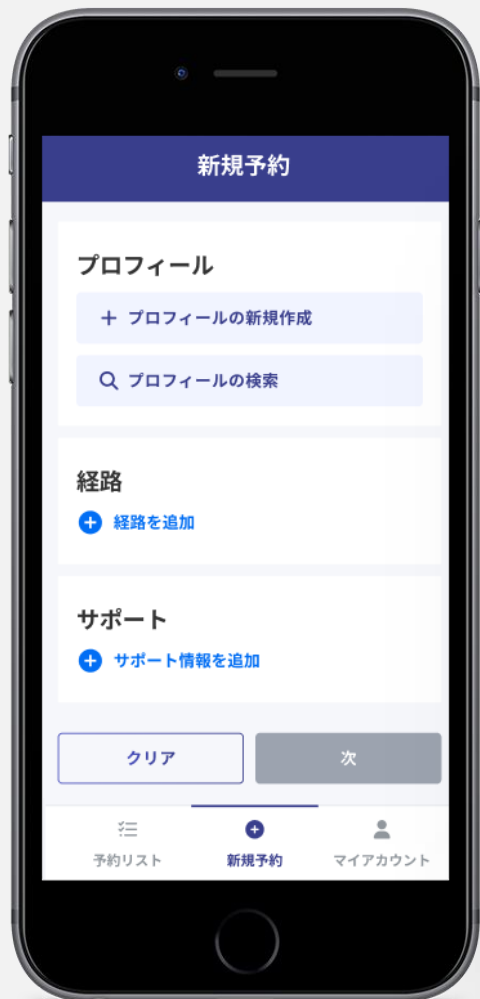 新規予約
プロフィール
プロフィールの新規作成
プロフィールの検索
経路
経路を追加
サポート
サポート情報を追加
クリア
次
予約リスト
新規予約
マイアカウント